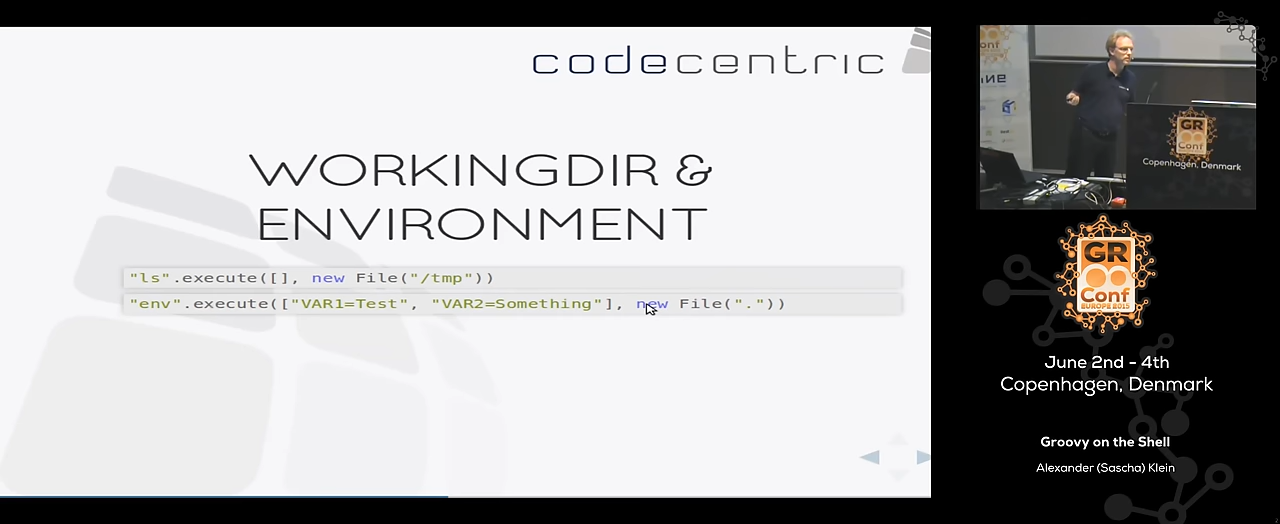 codecentric
WORKINGDIR &
ENVIRONMENT
"ls".execute([], new File("/tmp"))
"env".execute(["VAR1=Test", "VAR2=Something"], new File("."))
GR
Conf
Copenhagen, Denmark
GR
Conf
EUROPE 2015
June 2nd - 4th
Copenhagen, Denmark
Groovy on the Shell
Alexander (Sascha) Klein